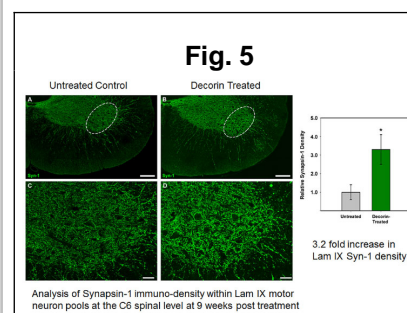 Fig. 5
Untreated Control
Decorin Treated
A
B
Syn-1
Syn-1
C
D
*
Relative Synapsin-1 Density
5.0
4.0
3.0
2.0
1.0
*
Untreated
Decorin-
Treated
3.2 fold increase in
Lam IX Syn-1 density
Analysis of Synapsin-1 immuno-density within Lam IX motor
neuron pools at the C6 spinal level at 9 weeks post treatment